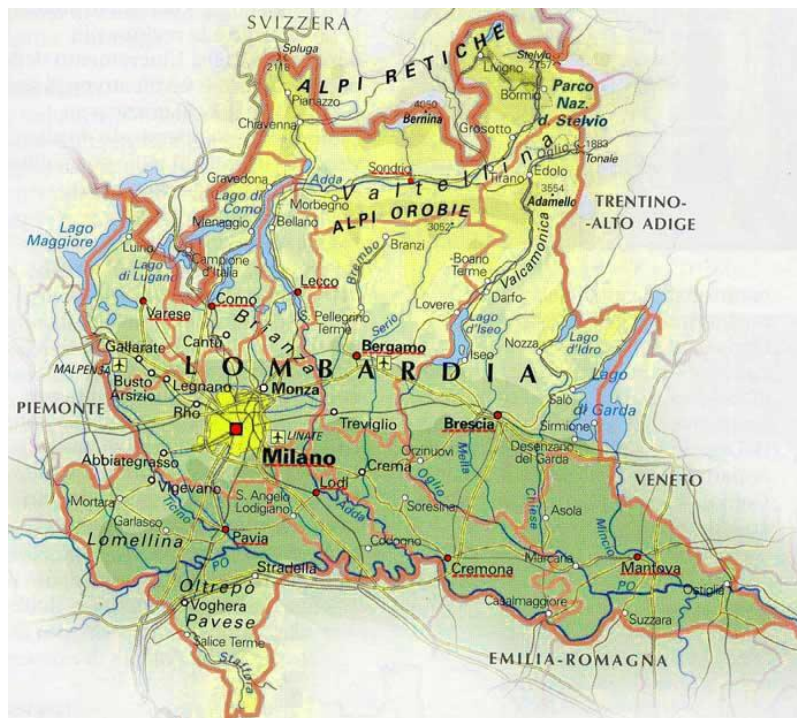 SVIZZERA
Spluga
2118
ALPI RETICHE
Stelvio
2757
Livigno
Bormio
Parco
Naz.
d. Stelvio
Pianazzo
Chiavenna
4050
Bernina
Grosotto
Oglio
1883
Tonale
Sondrio
Tirano
Edolo
Gravedona
Adda
Valtellina
Morbegno
3554
Adamello
Lago di
Como
ALPI OROBIE
TRENTINO-
-ALTO ADIGE
Menaggio
Bellano
3052
Lago
Maggiore
Luino
Campione
d'Italia
Lago
di Lugano
Brembo
Branzi
-Boario
Terme
Valcamonica
Lecco
Darfo-
Como
Varese
Brianza
S.
Pellegrino
Terme
Serio
Lovere
Lago
d'Iseo
Cantù
Nozza
Lago
d'Idro
Gallarate
Bergamo
Iseo
MALPENSA
Busto
Arsizio
Legnano
LOMBARDIA
Monza
Lago
di Garda
PIEMONTE
Rho
Salò
Treviglio
Brescia
Sirmione
LINATE
Milano
Orzinuovi
Mella
Desenzano
del Garda
Abbiategrasso
Crema
Oglio
VENETO
Vigevano
Lodi
Mortara
S. Angelo
Lodigiano
Soresina
Chiese
Asola
Mincio
Ticino
Adda
Garlasco
Lomellina
Pavia
Codogno
PO
Stradella
Cremona
Marcaria
Mantova
PO
Ostiglia
Oltrepò
Voghera
Pavese
Casalmaggiore
Suzzara
Salice Terme
Staffora
EMILIA-ROMAGNA